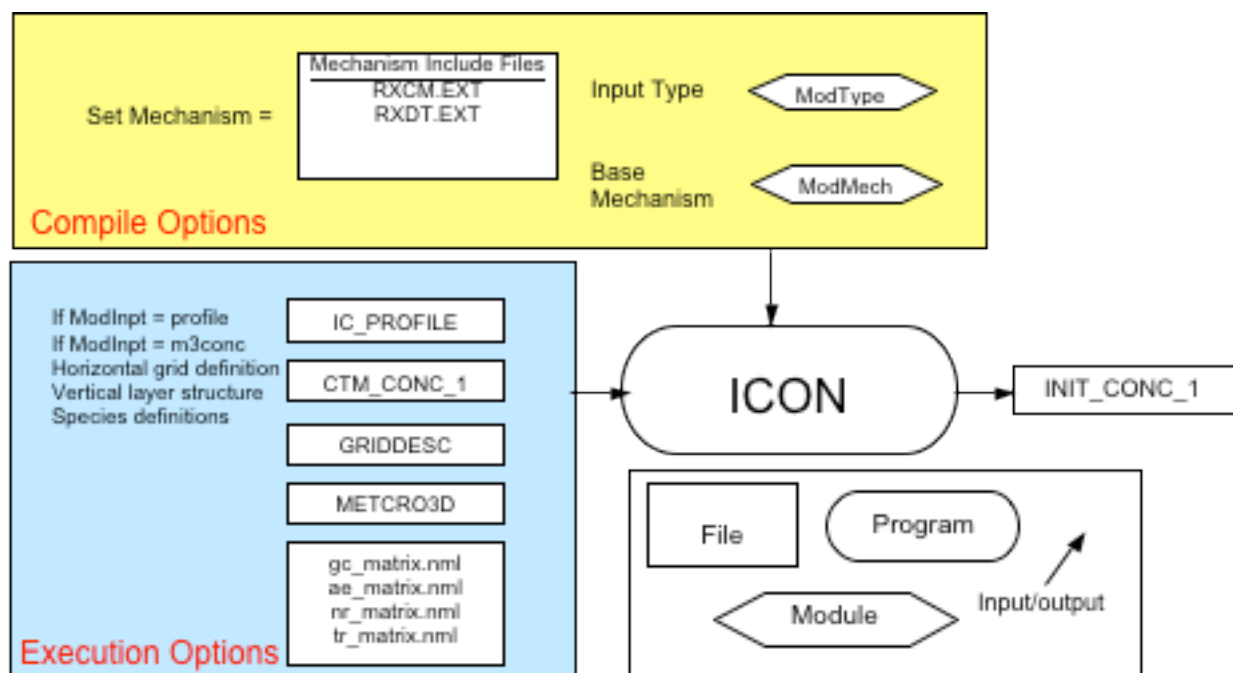 Mechanism Include Files
RXCM.EXT
RXDT.EXT
Set Mechanism =
Input Type
ModType
Base
Mechanism
ModMech
Compile Options
If ModInpt = profile
If ModInpt = m3conc
Horizontal grid definition
Vertical layer structure
Species definitions
IC_PROFILE
CTM_CONC_1
GRIDDESC
METCRO3D
gc_matrix.nml
ae_matrix.nml
nr_matrix.nml
tr_matrix.nml
Execution Options
ICON
INIT_CONC_1
File
Program
Module
Input/output